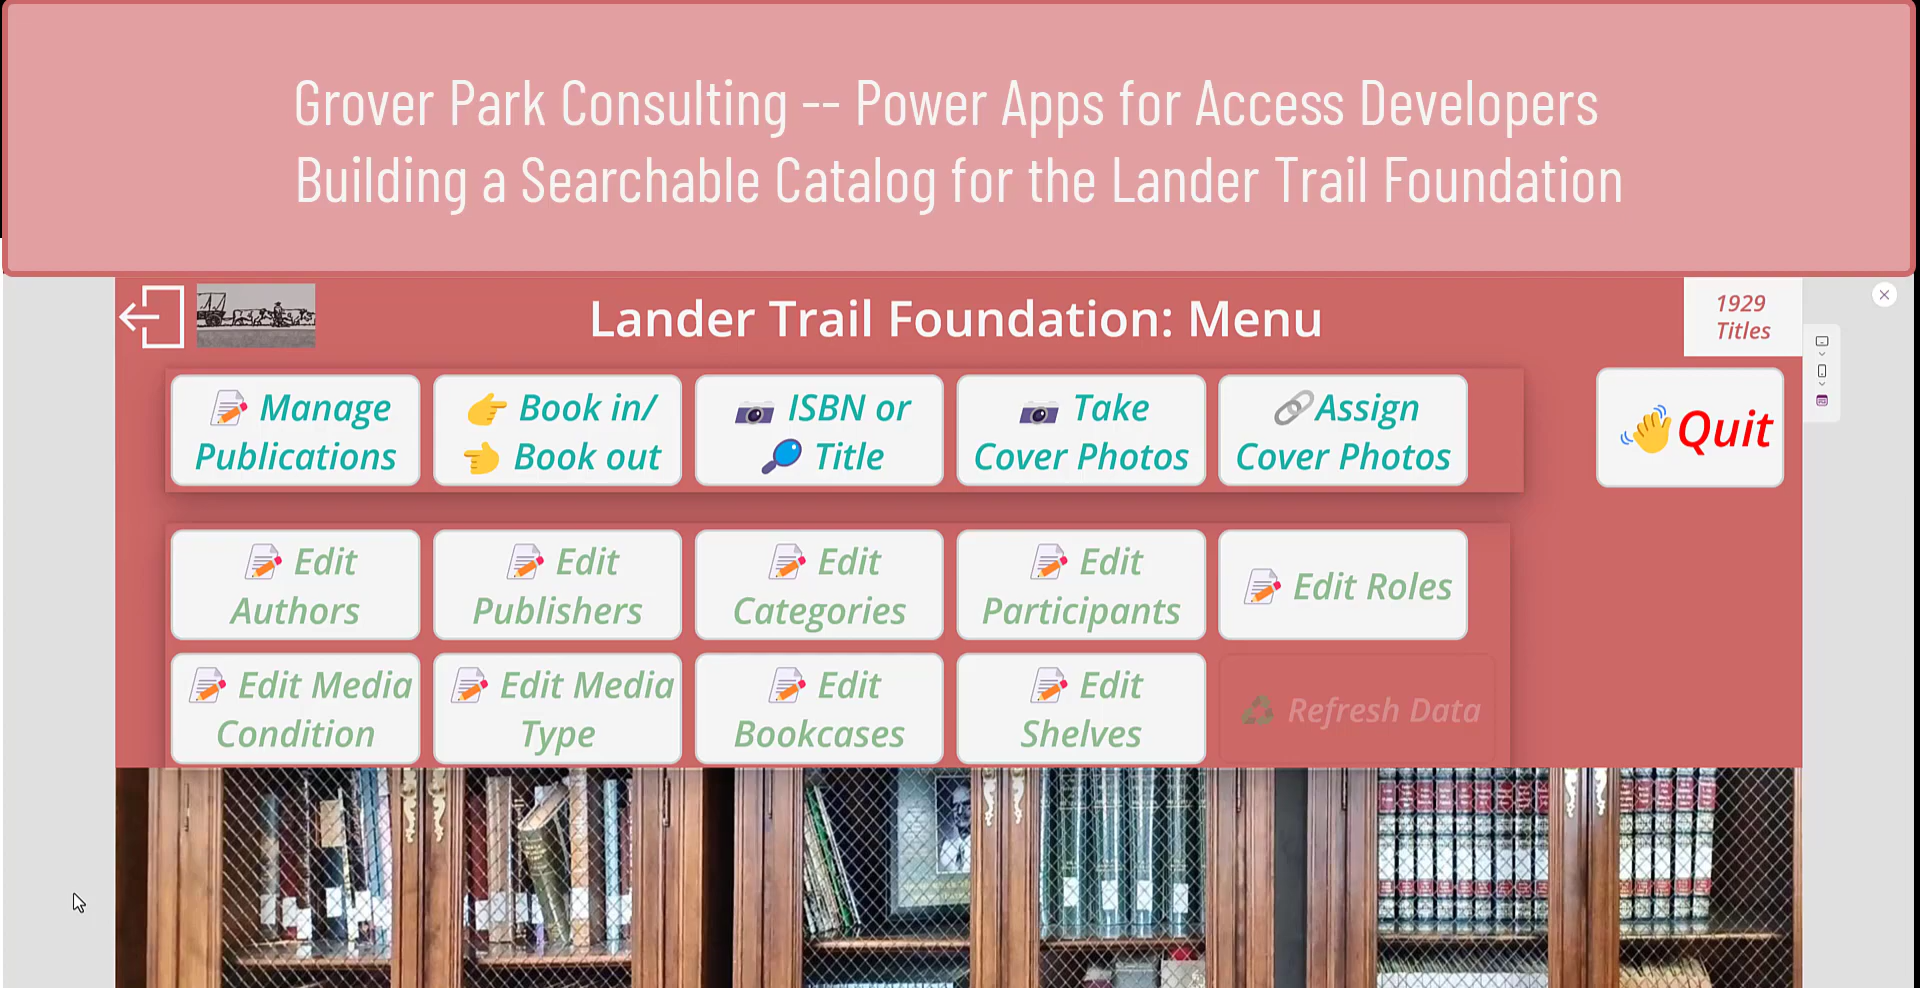 Grover Park Consulting -- Power Apps for Access Developers
Building a Searchable Catalog for the Lander Trail Foundation
Lander Trail Foundation: Menu
1929
Titles
Manage
Publications
Book in/
Book out
ISBN or
Title
Take
Cover Photos
Assign
Cover Photos
Quit
Edit
Authors
Edit
Publishers
Edit
Categories
Edit
Participants
Edit Roles
Edit Media
Condition
Edit Media
Type
Edit
Bookcases
Edit
Shelves
Refresh Data